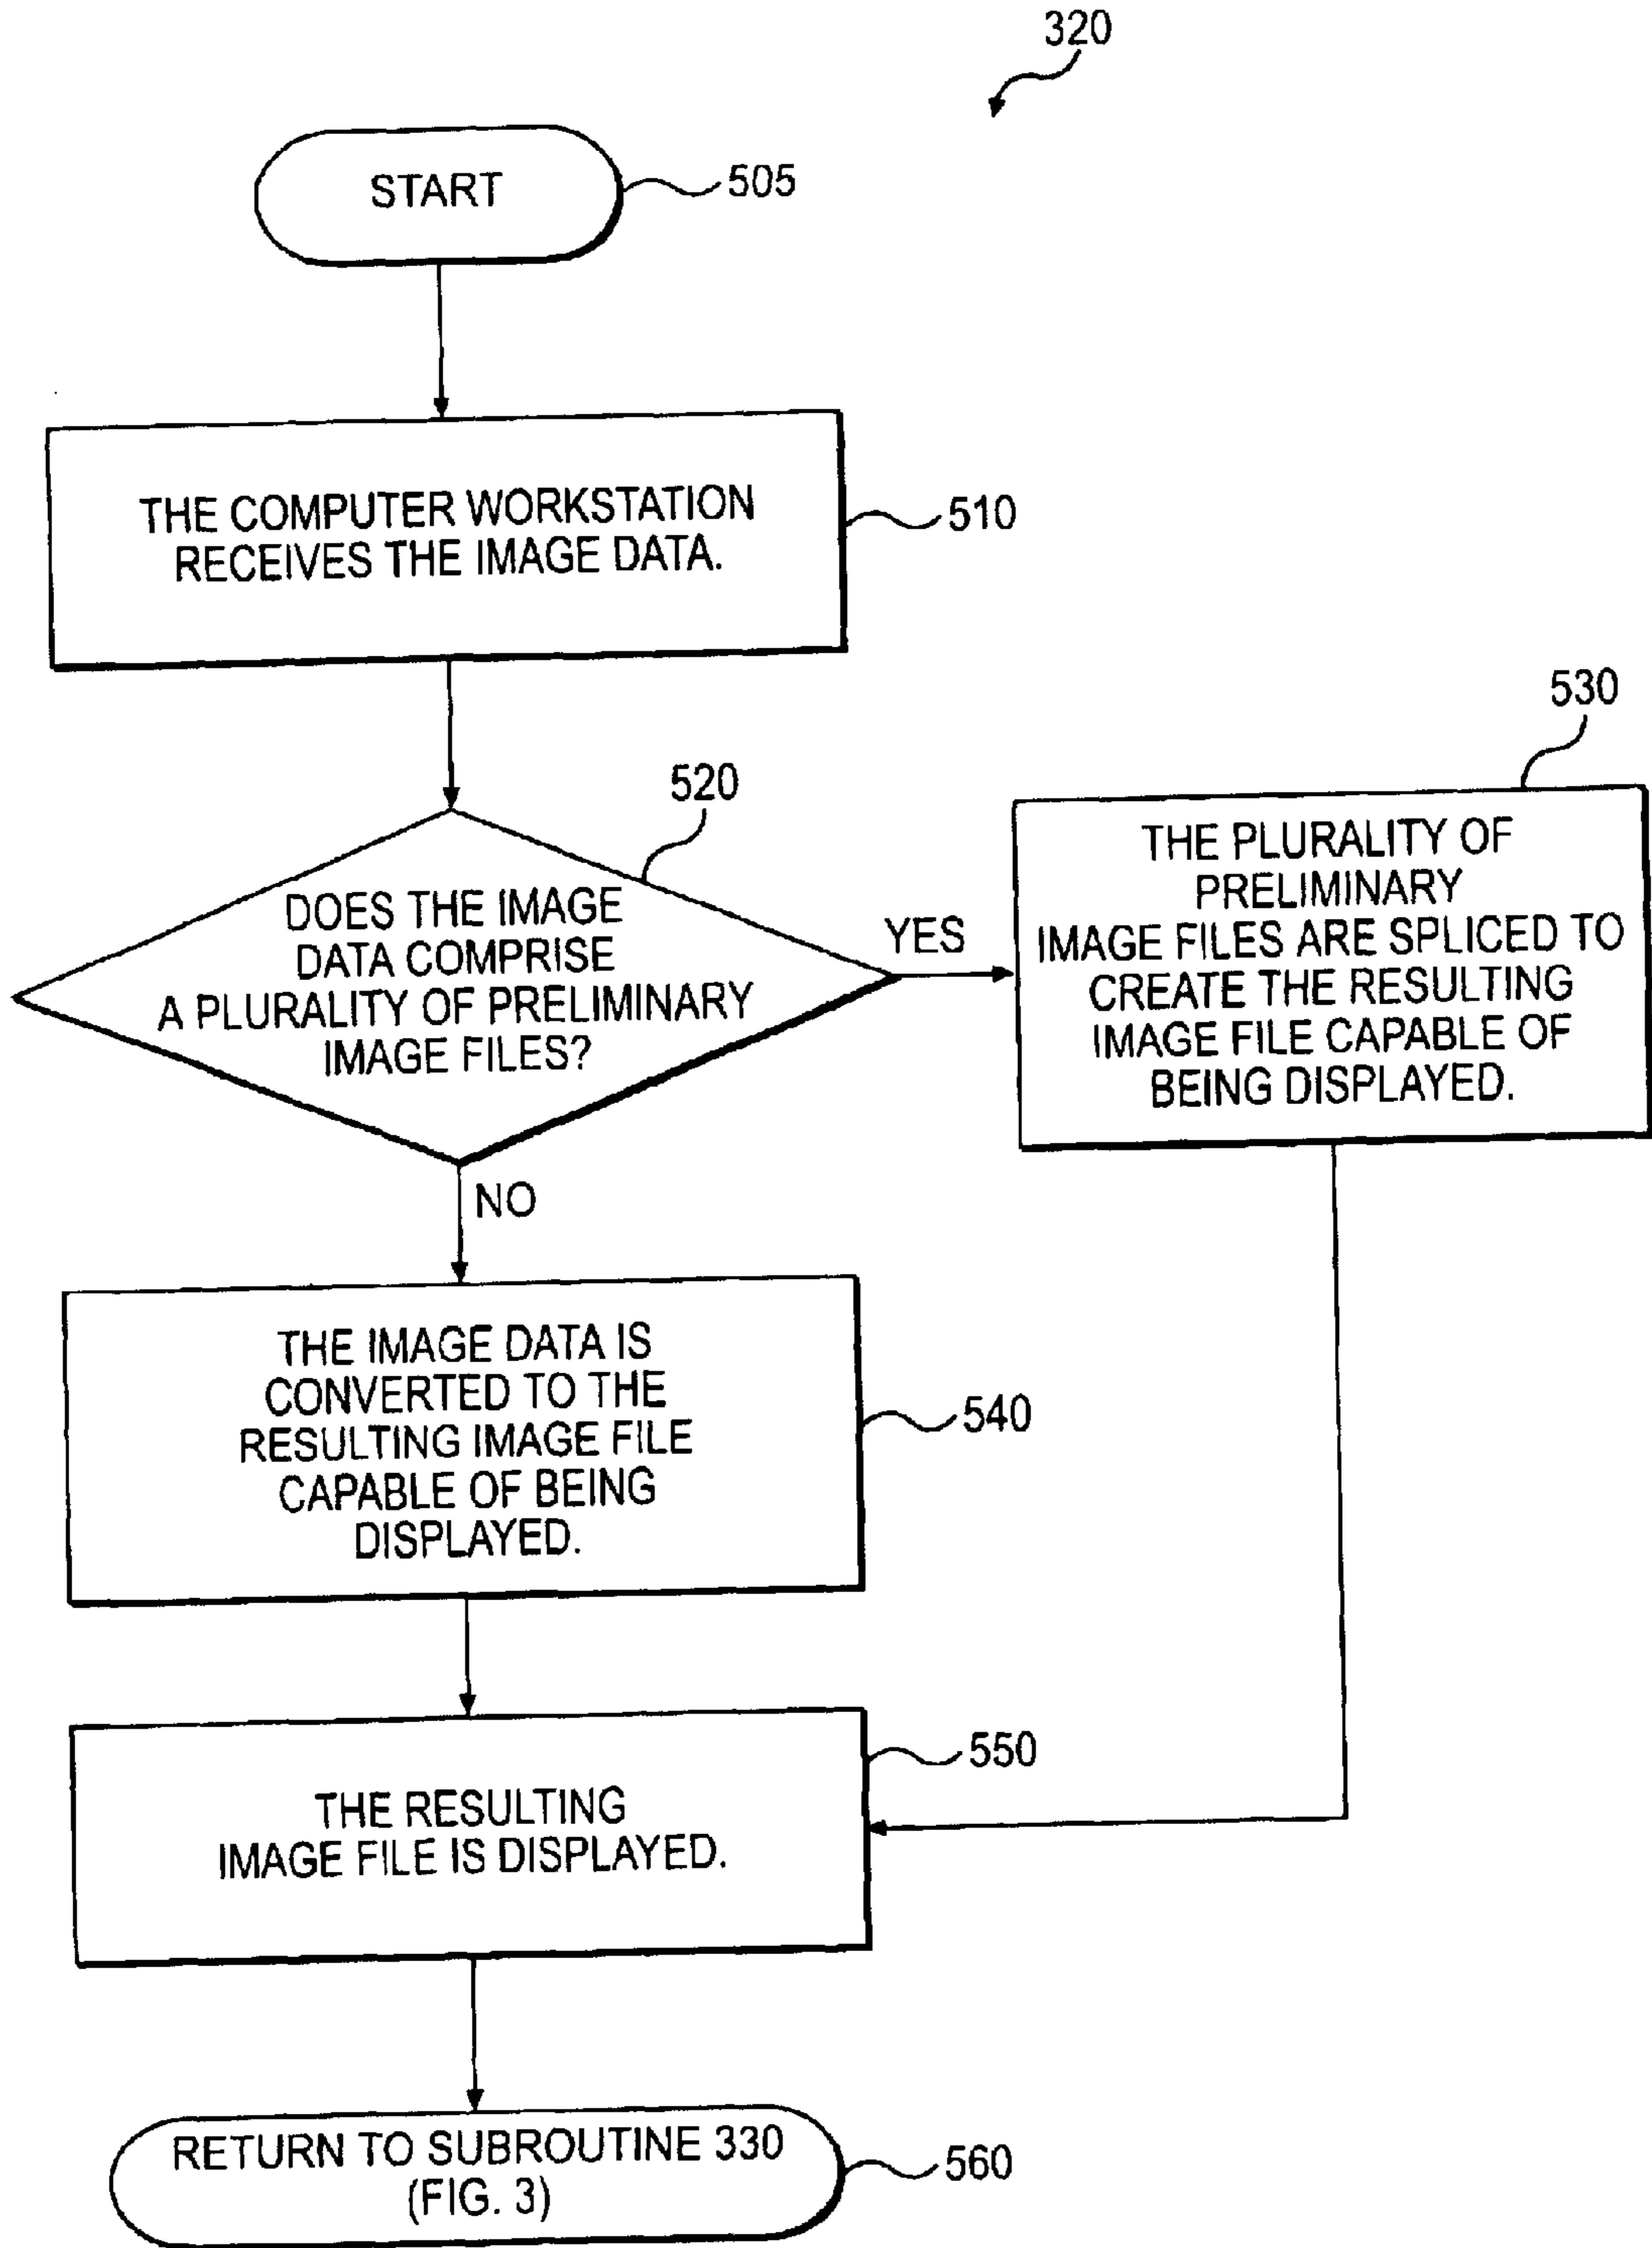 320
START
505
THE COMPUTER WORKSTATION
RECEIVES THE IMAGE DATA.
510
520
DOES THE IMAGE
DATA COMPRISE
A PLURALITY OF PRELIMINARY
IMAGE FILES?
YES
530
THE PLURALITY OF
PRELIMINARY
IMAGE FILES ARE SPLICED TO
CREATE THE RESULTING
IMAGE FILE CAPABLE OF
BEING DISPLAYED.
NO
THE IMAGE DATA IS
CONVERTED TO THE
RESULTING IMAGE FILE
CAPABLE OF BEING
DISPLAYED.
540
THE RESULTING
IMAGE FILE IS DISPLAYED.
550
RETURN TO SUBROUTINE 330
(FIG. 3)
560